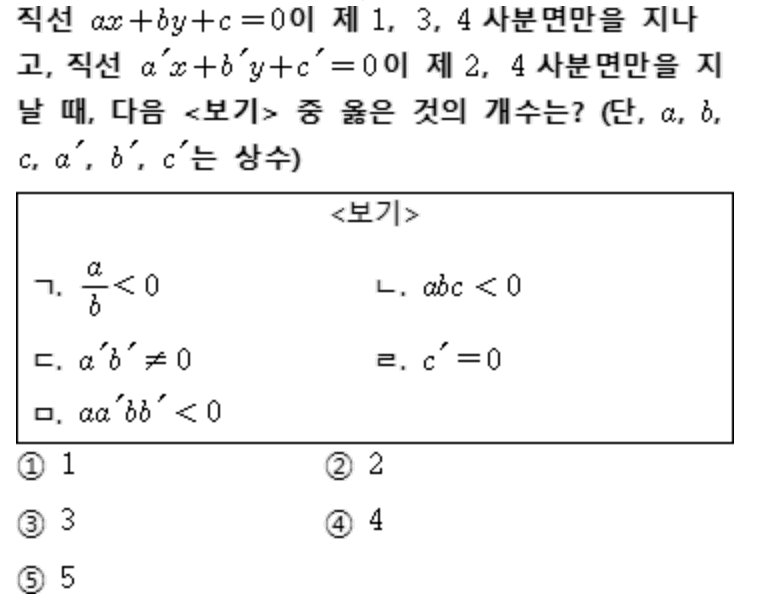 직선 ax+by+c=0이 제 1, 3, 4 사분면만을 지나
고, 직선 a′x+b′y+c′=0이 제 2, 4 사분면만을 지
날 때, 다음 <보기> 중 옳은 것의 개수는? (단, a, b,
c, a′, b′, c′는 상수)
<보기>
ㄱ. a/b < 0 ㄴ. abc < 0
ㄷ. a′b′ ≠ 0 ㄹ. c′ = 0
ㅁ. aa′bb′ < 0
① 1 ② 2
③ 3 ④ 4
⑤ 5